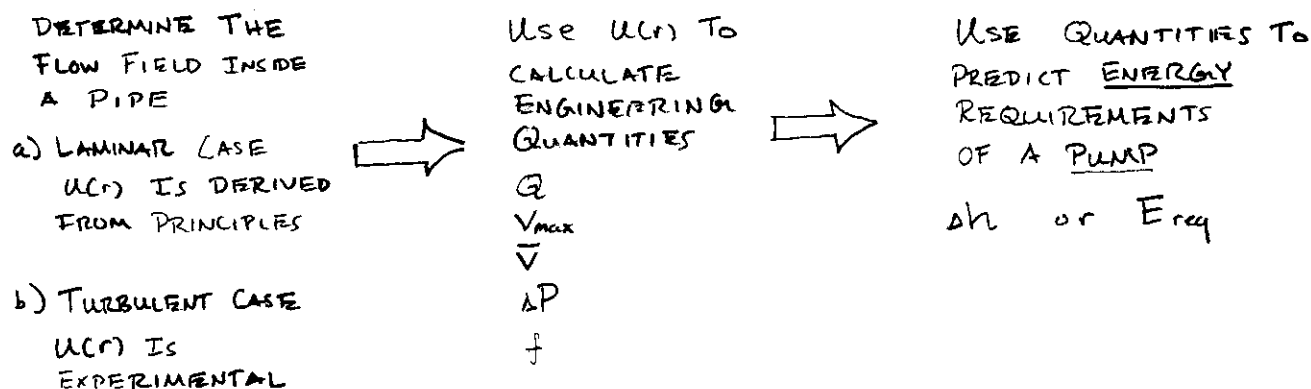 DETERMINE THE
FLOW FIELD INSIDE
A PIPE
a) LAMINAR CASE
U(r) IS DERIVED
FROM PRINCIPLES
b) TURBULENT CASE
U(r) IS
EXPERIMENTAL
USE U(r) TO
CALCULATE
ENGINEERING
QUANTITIES
Q
Vmax
V̅
ΔP
f
USE QUANTITIES TO
PREDICT ENERGY
REQUIREMENTS
OF A PUMP
Δh or Ereq